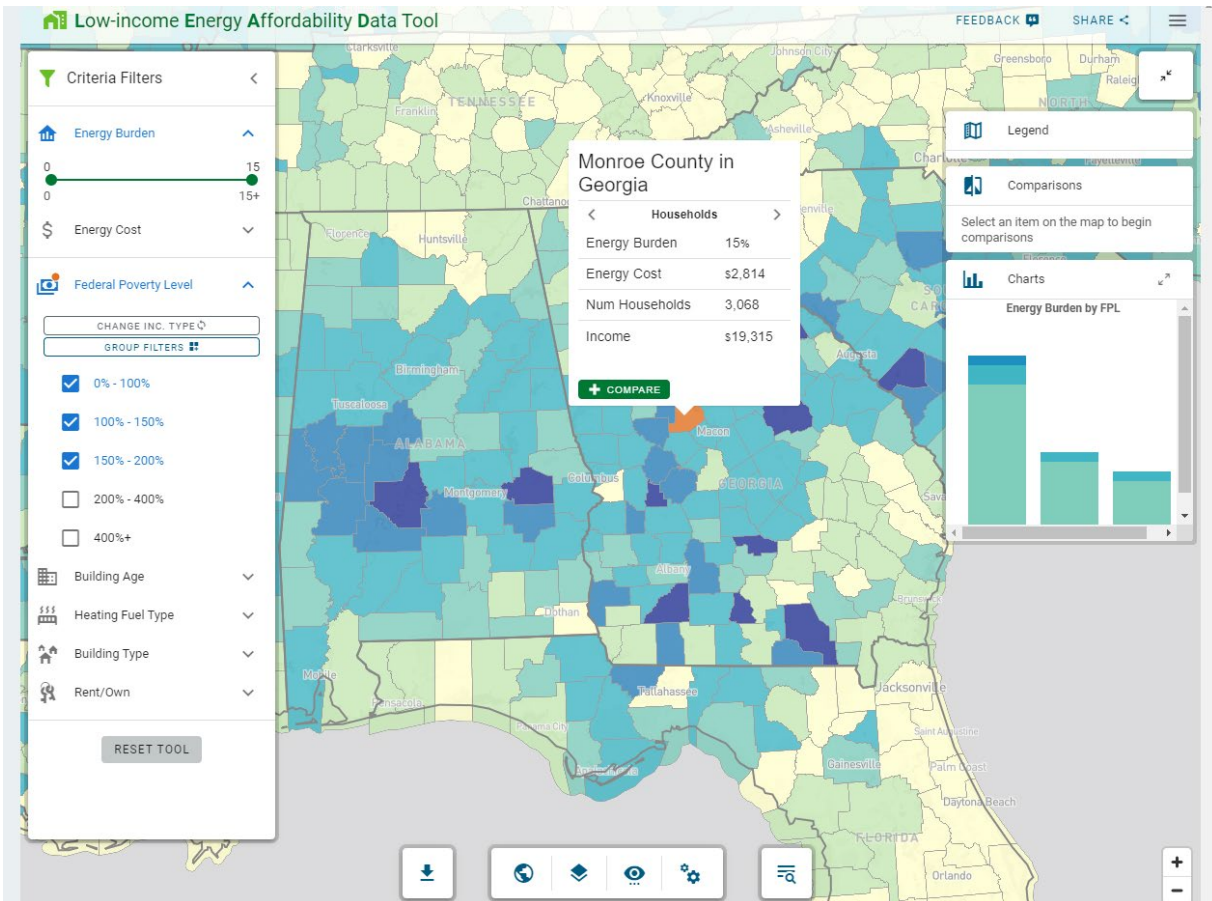 Low-income Energy Affordability Data Tool
FEEDBACK
SHARE
Criteria Filters
Energy Burden
0 15
0 15+
$ Energy Cost
Federal Poverty Level
CHANGE INC. TYPE
GROUP FILTERS
0% - 100%
100% - 150%
150% - 200%
200% - 400%
400%+
Building Age
Heating Fuel Type
Building Type
Rent/Own
RESET TOOL
Monroe County in
Georgia
Households
Energy Burden 15%
Energy Cost $2,814
Num Households 3,068
Income $19,315
COMPARE
Legend
Comparisons
Select an item on the map to begin
comparisons
Charts
Energy Burden by FPL
Clarksville
Johnson City
Greensboro
Durham
Raleigh
Franklin
TENNESSEE
Knoxville
NORTH
Asheville
Florence
Huntsville
Birmingham
Tuscaloosa
Augusta
ALABAMA
Macon
Montgomery
Columbus
GEORGIA
Albany
Dothan
Mobile
Pensacola
Tallahassee
Jacksonville
Panama City
Saint Augustine
Gainesville
Palm Coast
Daytona Beach
FLORIDA
Orlando
+
−